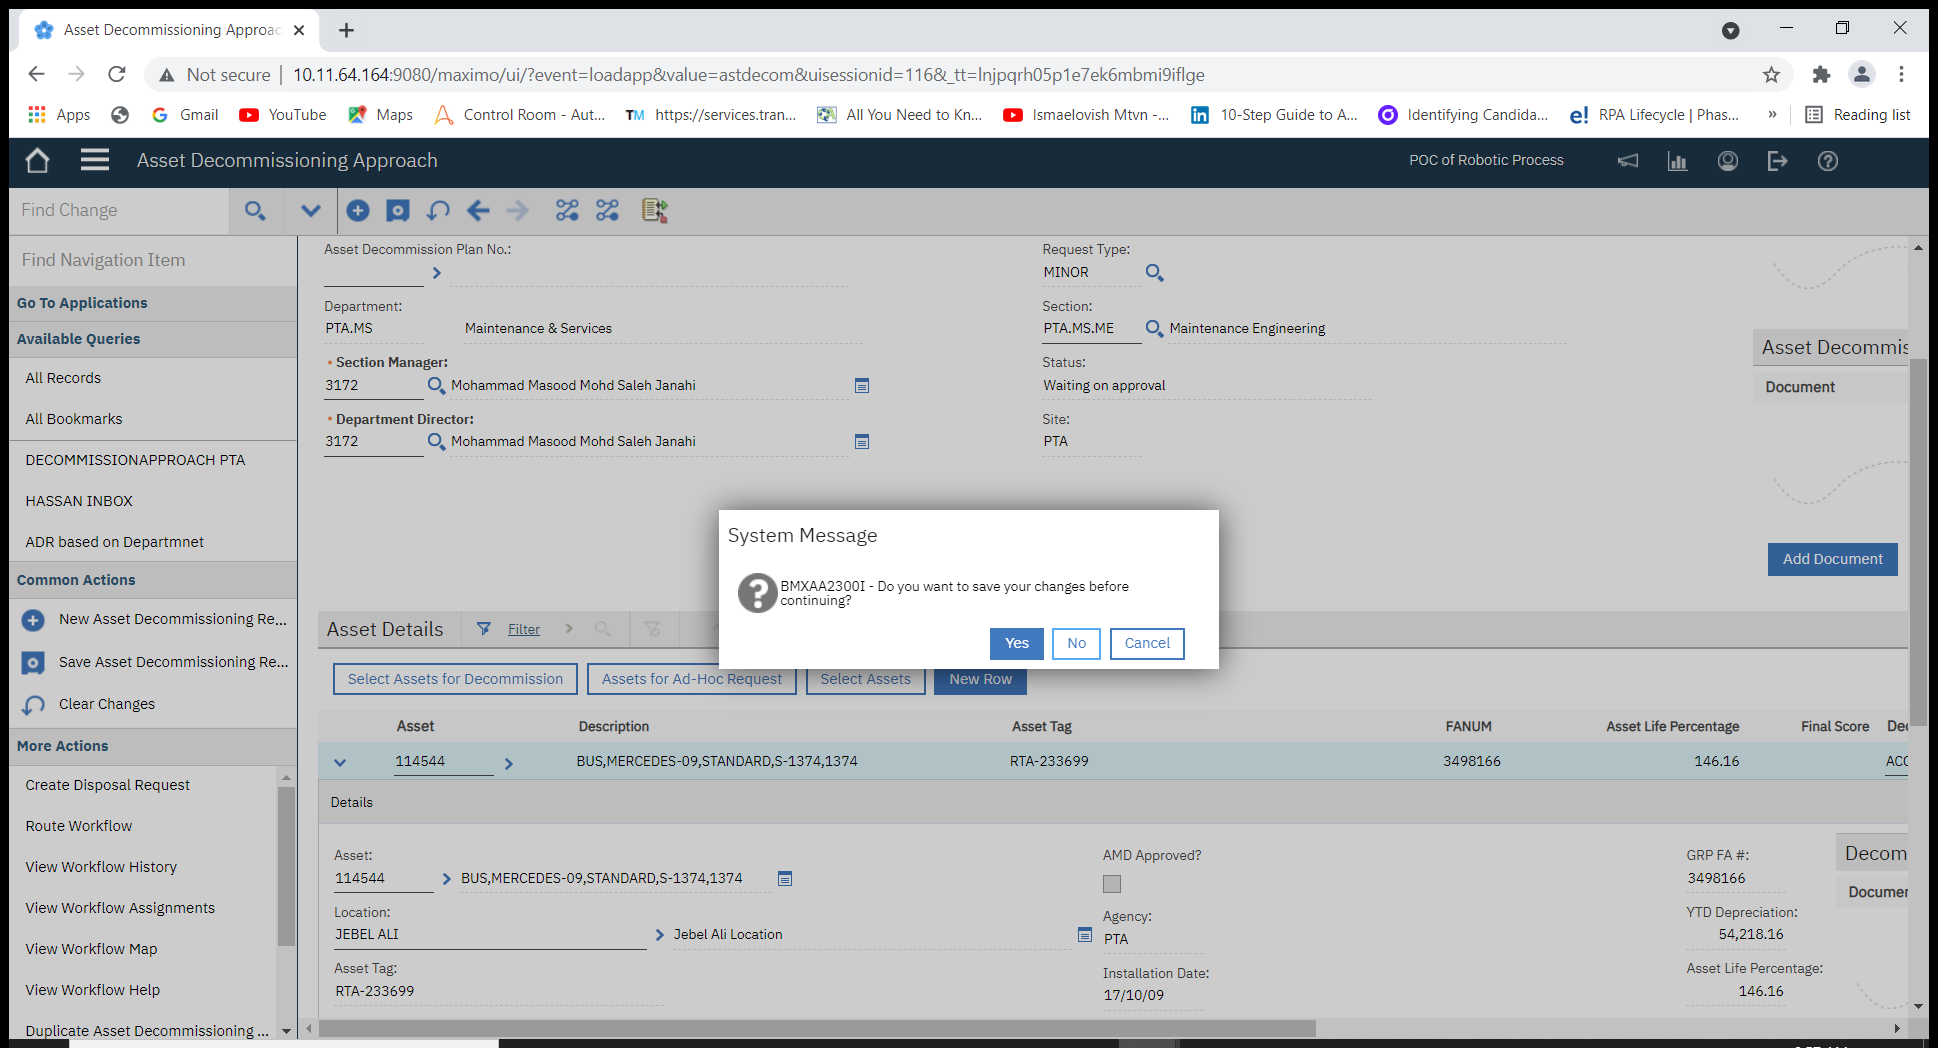 Asset Decommissioning Approac
Not secure | 10.11.64.164:9080/maximo/ui/?event=loadapp&value=astdecom&uisessionid=116&_tt=lnjpqrh05p1e7ek6mbmi9iflge
Apps Gmail YouTube Maps Control Room - Aut... TM https://services.tran... All You Need to Kn... Ismaelovish Mtvn -... in 10-Step Guide to A... Identifying Candida... e! RPA Lifecycle | Phas... » Reading list
Asset Decommissioning Approach POC of Robotic Process
Find Change
Find Navigation Item
Go To Applications
Available Queries
All Records
All Bookmarks
DECOMMISSIONAPPROACH PTA
HASSAN INBOX
ADR based on Departmnet
Common Actions
New Asset Decommissioning Re...
Save Asset Decommissioning Re...
Clear Changes
More Actions
Create Disposal Request
Route Workflow
View Workflow History
View Workflow Assignments
View Workflow Map
View Workflow Help
Duplicate Asset Decommissioning ...
Asset Decommission Plan No.:
Department:
PTA.MS Maintenance & Services
Section Manager:
3172 Mohammad Masood Mohd Saleh Janahi
Department Director:
3172 Mohammad Masood Mohd Saleh Janahi
Request Type:
MINOR
Section:
PTA.MS.ME Maintenance Engineering
Status:
Waiting on approval
Site:
PTA
Asset Decommis
Document
Add Document
System Message
BMXAA2300I - Do you want to save your changes before
continuing?
Yes No Cancel
Asset Details Filter
Select Assets for Decommission Assets for Ad-Hoc Request Select Assets New Row
Asset Description Asset Tag FANUM Asset Life Percentage Final Score Dec
114544 BUS,MERCEDES-09,STANDARD,S-1374,1374 RTA-233699 3498166 146.16 ACC
Details
Asset:
114544 BUS,MERCEDES-09,STANDARD,S-1374,1374
Location:
JEBEL ALI Jebel Ali Location
Asset Tag:
RTA-233699
AMD Approved?
Agency:
PTA
Installation Date:
17/10/09
GRP FA #:
3498166
YTD Depreciation:
54,218.16
Asset Life Percentage:
146.16
Decom
Documen